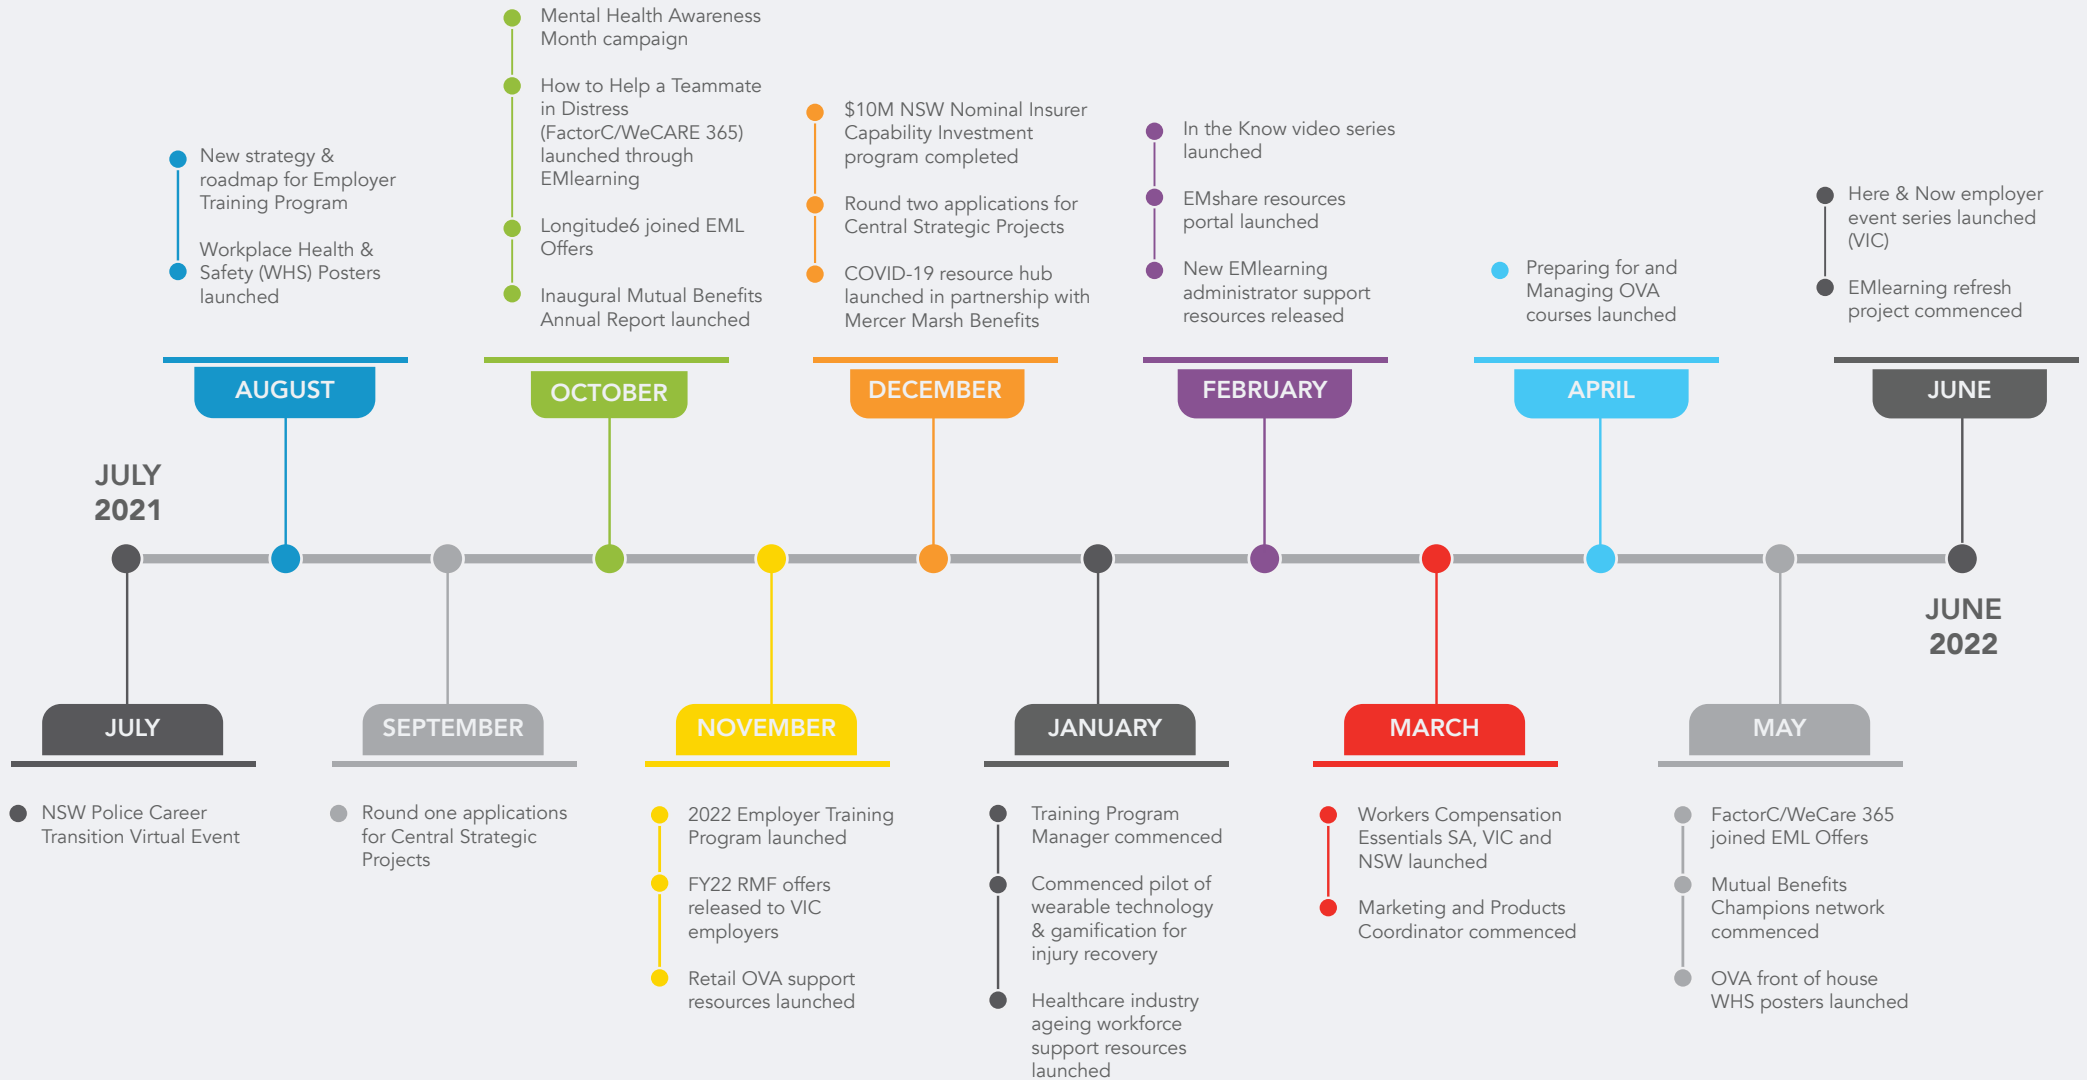 Mental Health Awareness
Month campaign
How to Help a Teammate
in Distress
(FactorC/WeCARE 365)
launched through
EMlearning
Longitude6 joined EML
Offers
Inaugural Mutual Benefits
Annual Report launched
New strategy &
roadmap for Employer
Training Program
Workplace Health &
Safety (WHS) Posters
launched
$10M NSW Nominal Insurer
Capability Investment
program completed
Round two applications for
Central Strategic Projects
COVID-19 resource hub
launched in partnership with
Mercer Marsh Benefits
In the Know video series
launched
EMshare resources
portal launched
New EMlearning
administrator support
resources released
Preparing for and
Managing OVA
courses launched
Here & Now employer
event series launched
(VIC)
EMlearning refresh
project commenced
AUGUST
OCTOBER
DECEMBER
FEBRUARY
APRIL
JUNE
JULY
2021
JUNE
2022
JULY
SEPTEMBER
NOVEMBER
JANUARY
MARCH
MAY
NSW Police Career
Transition Virtual Event
Round one applications
for Central Strategic
Projects
2022 Employer Training
Program launched
FY22 RMF offers
released to VIC
employers
Retail OVA support
resources launched
Training Program
Manager commenced
Commenced pilot of
wearable technology
& gamification for
injury recovery
Healthcare industry
ageing workforce
support resources
launched
Workers Compensation
Essentials SA, VIC and
NSW launched
Marketing and Products
Coordinator commenced
FactorC/WeCare 365
joined EML Offers
Mutual Benefits
Champions network
commenced
OVA front of house
WHS posters launched